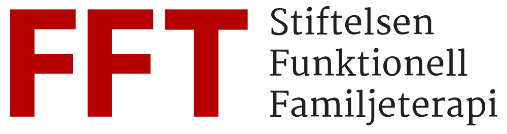 FFT
Stiftelsen
Funktionell
Familjeterapi